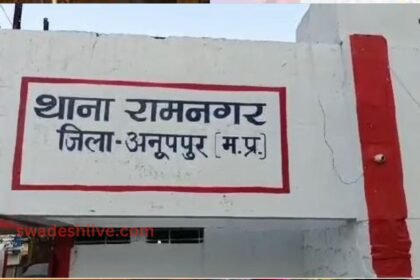 थाना रामनगर
जिला-अनूपपुर [म.प्र.]
swadeshlive.com